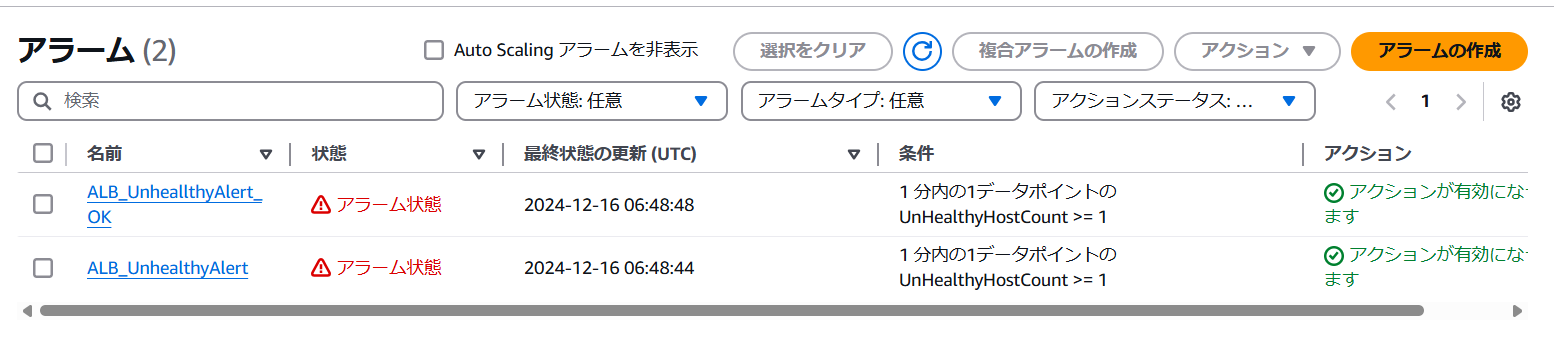 アラーム (2)
Auto Scaling アラームを非表示
選択をクリア
複合アラームの作成
アクション
アラームの作成
検索
アラーム状態: 任意
アラームタイプ: 任意
アクションステータス: ...
1
名前
状態
最終状態の更新 (UTC)
条件
アクション
ALB_UnheallthyAlert_
OK
アラーム状態
2024-12-16 06:48:48
1 分内の1データポイントの
UnHealthyHostCount >= 1
アクションが有効にな
ます
ALB_UnhealthyAlert
アラーム状態
2024-12-16 06:48:44
1 分内の1データポイントの
UnHealthyHostCount >= 1
アクションが有効にな
ます